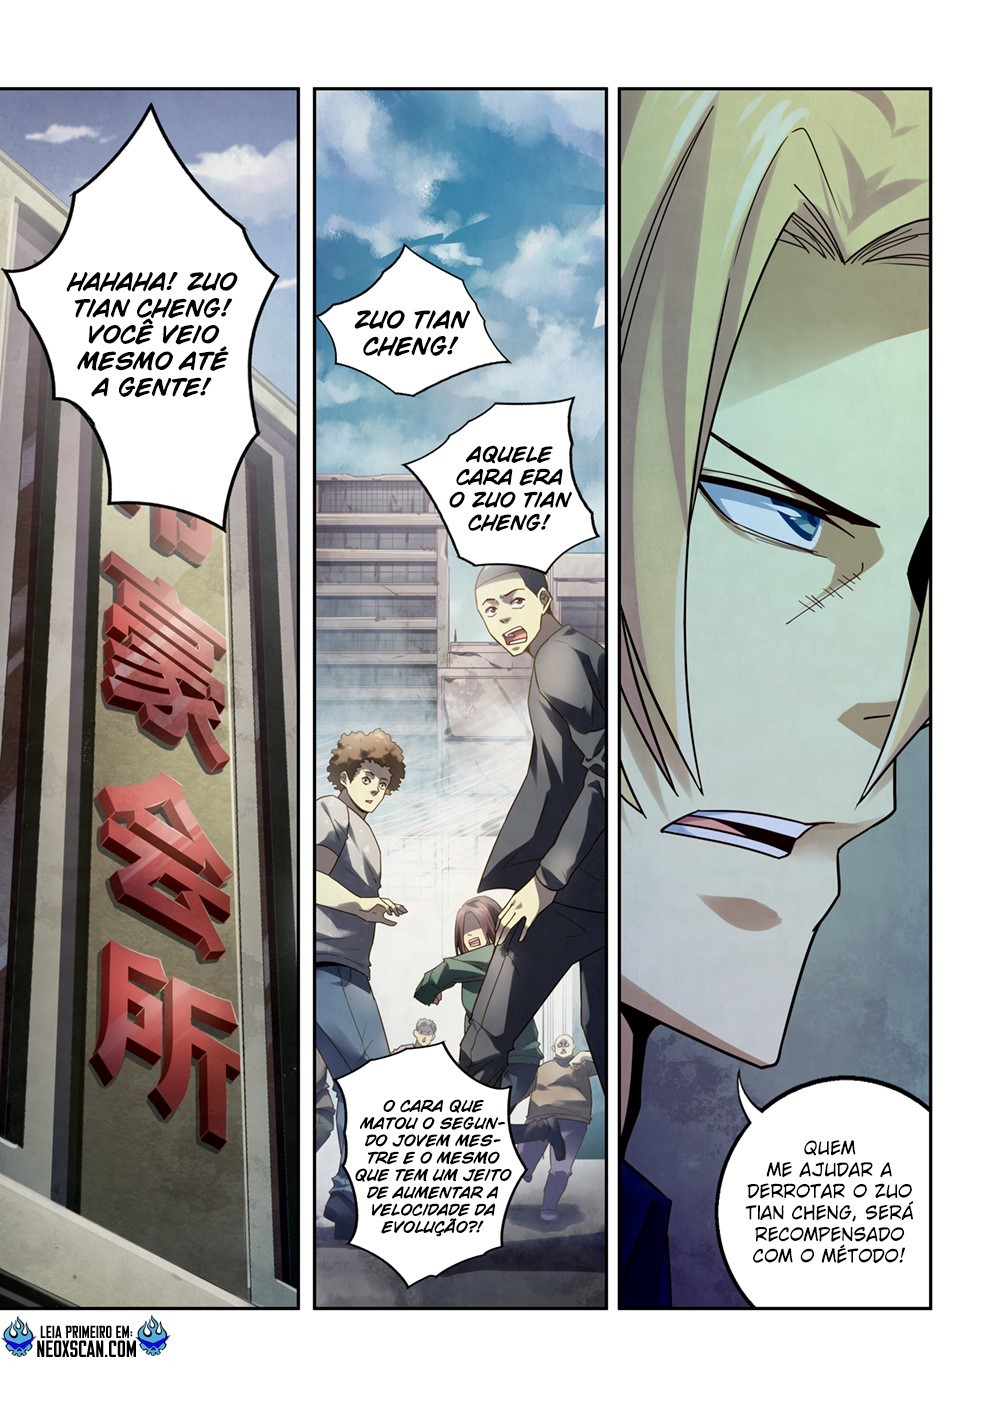 QUEM
ME AJUDAR A
DERROTAR O ZUO
TIAN CHENG, SERÁ
RECOMPENSADO
COM O MÉTODO!
ZUO TIAN
CHENG!
AQUELE
CARA ERA
O ZUO TIAN
CHENG!
O CARA QUE
MATOU O SEGUN-
DO JOVEM MES-
TRE E O MESMO
QUE TEM UM JEITO
DE AUMENTAR A
VELOCIDADE DA
EVOLUÇÃO?!
HAHAHA! ZUO
TIAN CHENG!
VOCÊ VEIO
MESMO ATÉ
A GENTE!
豪会所
LEIA PRIMEIRO EM:
NEOXSCAN.COM